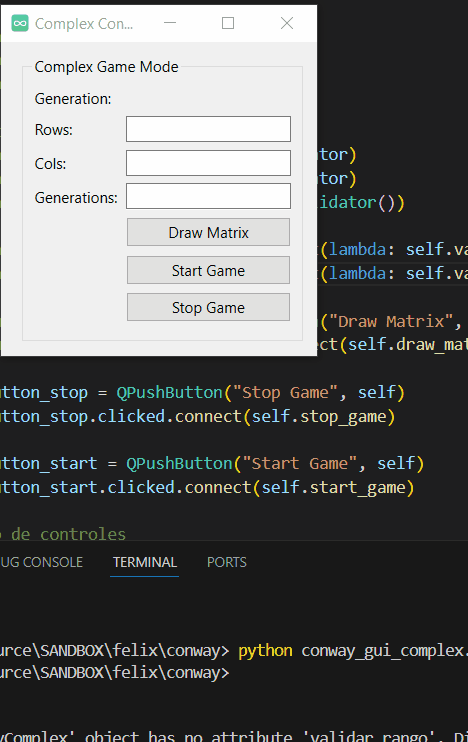 Complex Con...
Complex Game Mode
Generation:
Rows:
Cols:
Generations:
Draw Matrix
Start Game
Stop Game
tor)
tor)
idator())
(lambda: self.va
(lambda: self.va
("Draw Matrix",
ect(self.draw_mat
utton_stop = QPushButton("Stop Game", self)
utton_stop.clicked.connect(self.stop_game)
utton_start = QPushButton("Start Game", self)
utton_start.clicked.connect(self.start_game)
o de controles
UG CONSOLE TERMINAL PORTS
urce\SANDBOX\felix\conway> python conway_gui_complex.
urce\SANDBOX\felix\conway>
yComplex' object has no attribute 'validar_rango'. Di